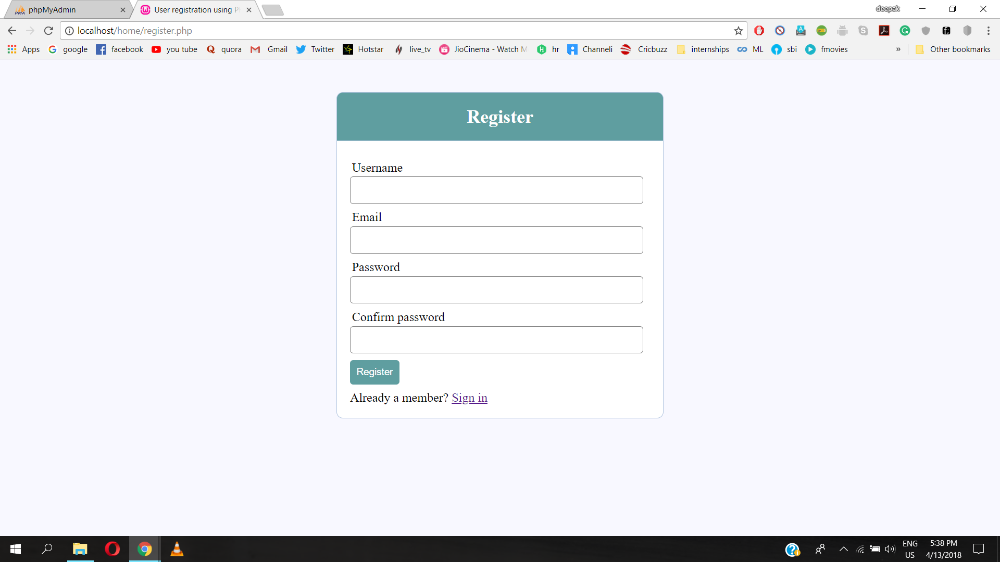 phpMyAdmin
User registration using P
deepak
localhost/home/register.php
Apps google facebook you tube quora Gmail Twitter Hotstar live_tv JioCinema - Watch M hr Channeli Cricbuzz internships ML sbi fmovies » Other bookmarks
Register
Username
Email
Password
Confirm password
Register
Already a member? Sign in
ENG 5:38 PM
US 4/13/2018